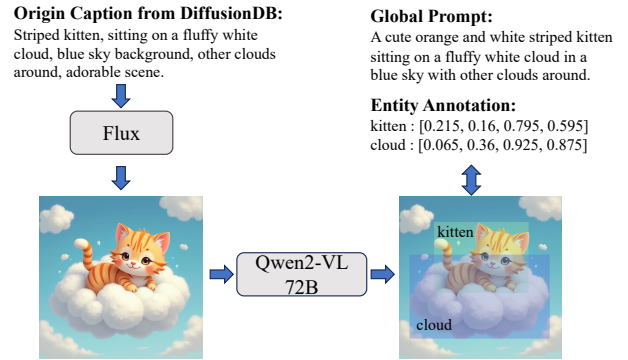 Origin Caption from DiffusionDB:
Striped kitten, sitting on a fluffy white
cloud, blue sky background, other clouds
around, adorable scene.
Flux
Qwen2-VL
72B
Global Prompt:
A cute orange and white striped kitten
sitting on a fluffy white cloud in a
blue sky with other clouds around.
Entity Annotation:
kitten : [0.215, 0.16, 0.795, 0.595]
cloud : [0.065, 0.36, 0.925, 0.875]
kitten
cloud